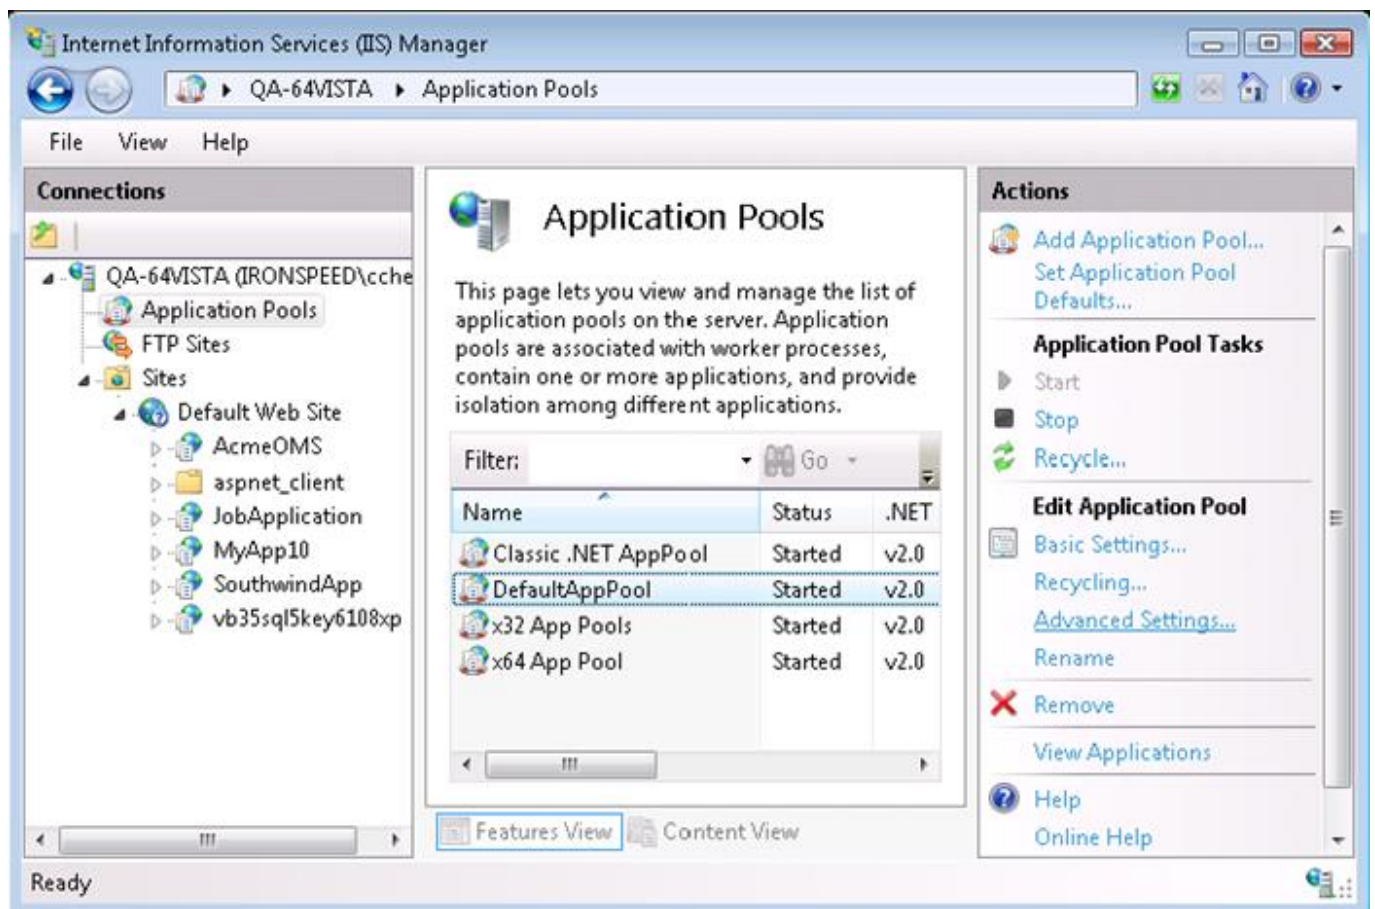 Internet Information Services (IIS) Manager
QA-64VISTA
Application Pools
File View Help
Connections
QA-64VISTA (IRONSPEED\cche
Application Pools
FTP Sites
Sites
Default Web Site
AcmeOMS
aspnet_client
JobApplication
MyApp10
SouthwindApp
vb35sql5key6108xp
Application Pools
This page lets you view and manage the list of
application pools on the server. Application
pools are associated with worker processes,
contain one or more applications, and provide
isolation among different applications.
Filter: Go
Name Status .NET
Classic .NET AppPool Started v2.0
DefaultAppPool Started v2.0
x32 App Pools Started v2.0
x64 App Pool Started v2.0
Features View Content View
Actions
Add Application Pool...
Set Application Pool
Defaults...
Application Pool Tasks
Start
Stop
Recycle...
Edit Application Pool
Basic Settings...
Recycling...
Advanced Settings...
Rename
Remove
View Applications
Help
Online Help
Ready